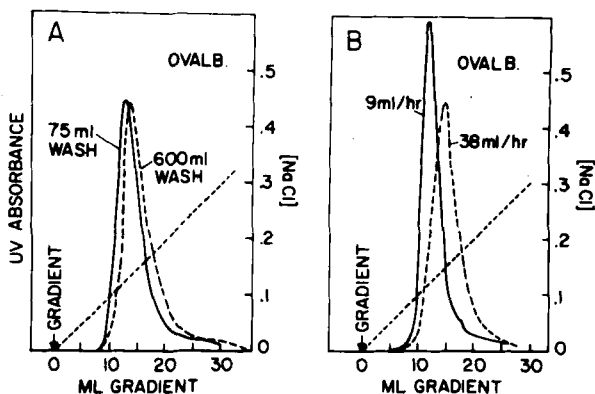 A
OVALB.
75 ml
WASH
600 ml
WASH
UV ABSORBANCE
GRADIENT
.5
.4
.3
.2
.1
0
[NaCl]
0 10 20 30
ML GRADIENT
B
OVALB.
9ml/hr
38ml/hr
GRADIENT
.5
.4
.3
.2
.1
0
[NaCl]
0 10 20 30
ML GRADIENT